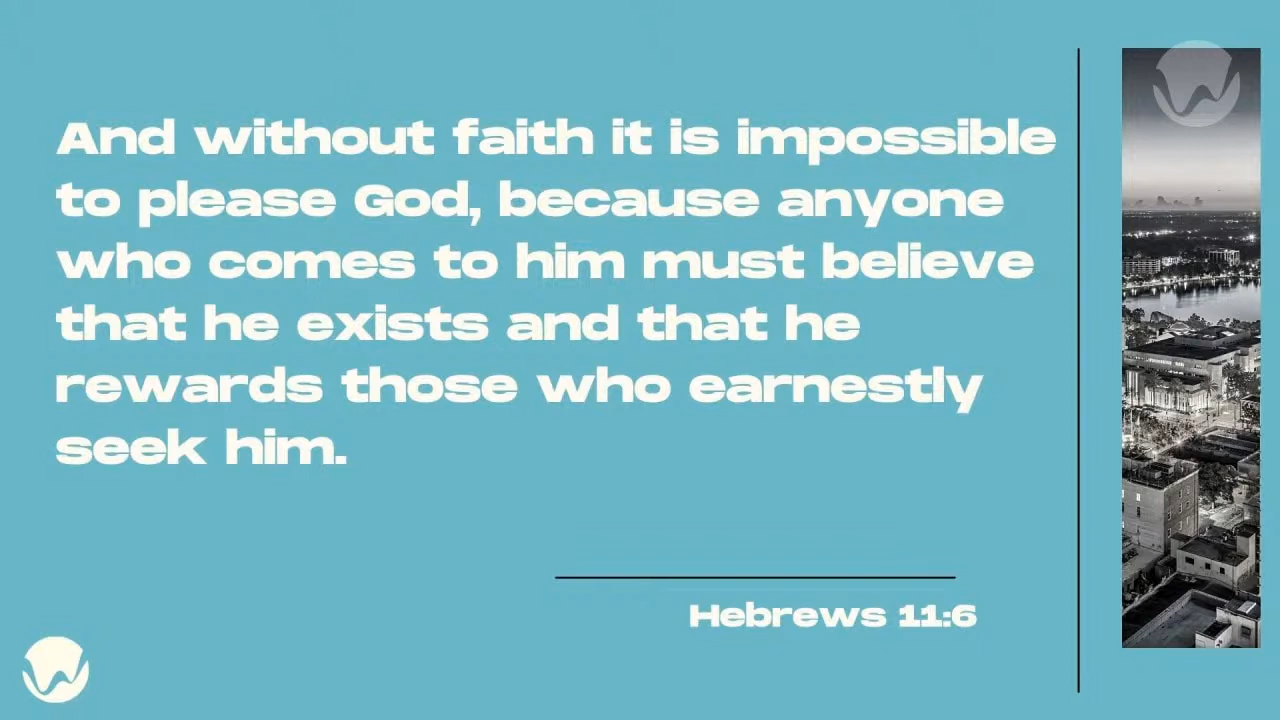 And without faith it is impossible
to please God, because anyone
who comes to him must believe
that he exists and that he
rewards those who earnestly
seek him.
Hebrews 11:6